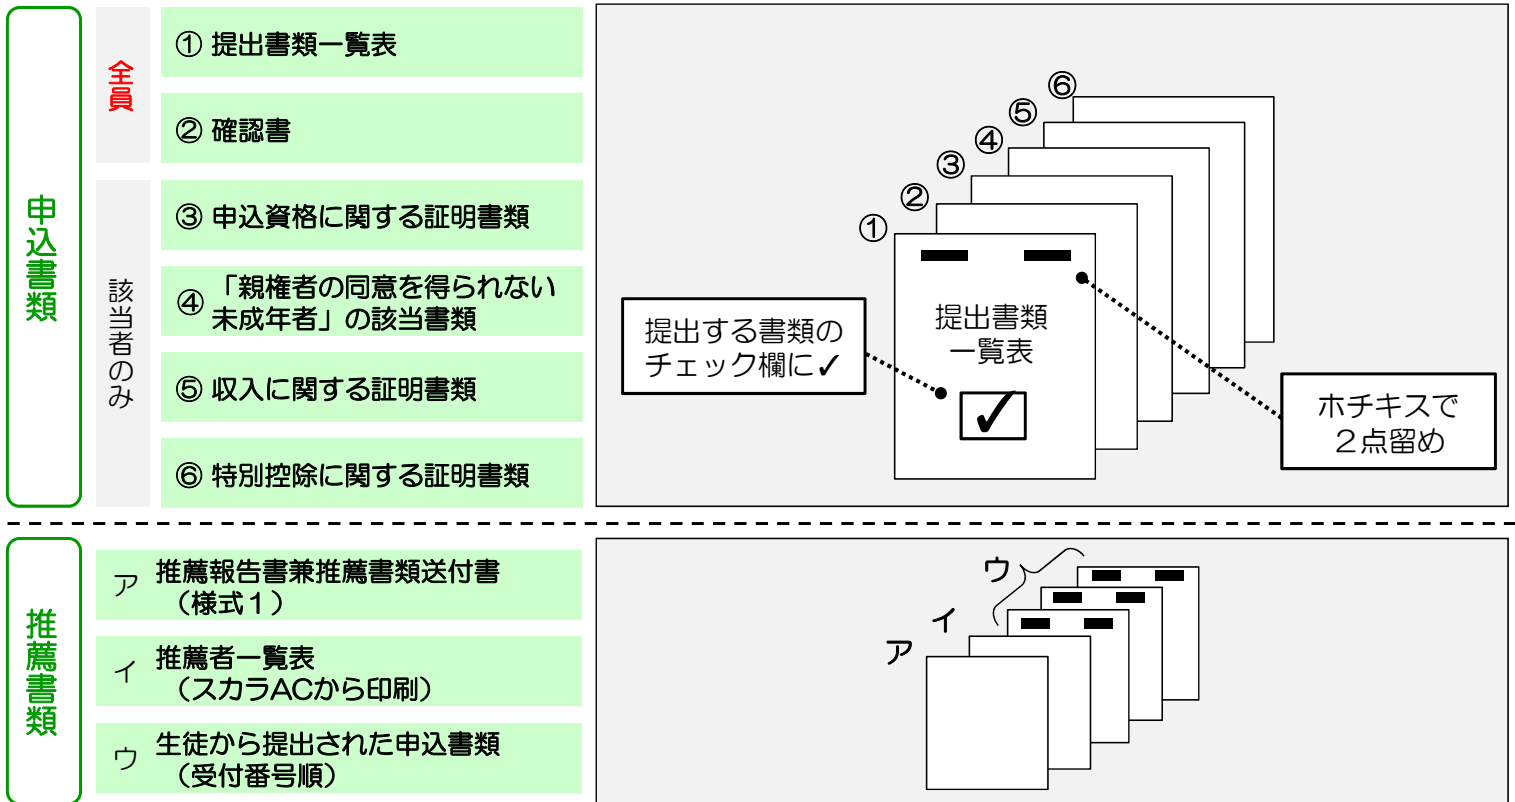 申込書類
全員
① 提出書類一覧表
② 確認書
該当者のみ
③ 申込資格に関する証明書類
④ 「親権者の同意を得られない
未成年者」の該当書類
⑤ 収入に関する証明書類
⑥ 特別控除に関する証明書類
⑥
⑤
④
③
②
①
提出書類
一覧表
✓
提出する書類の
チェック欄に✓
ホチキスで
２点留め
推薦書類
ア 推薦報告書兼推薦書類送付書
（様式１）
イ 推薦者一覧表
（スカラACから印刷）
ウ 生徒から提出された申込書類
（受付番号順）
ウ
イ
ア